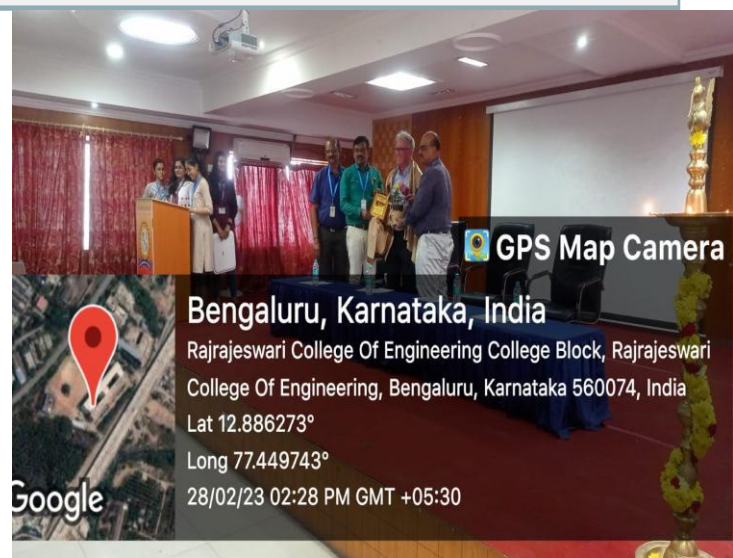 GPS Map Camera
Bengaluru, Karnataka, India
Rajrajeswari College Of Engineering College Block, Rajrajeswari
College Of Engineering, Bengaluru, Karnataka 560074, India
Lat 12.886273°
Long 77.449743°
28/02/23 02:28 PM GMT +05:30
Google